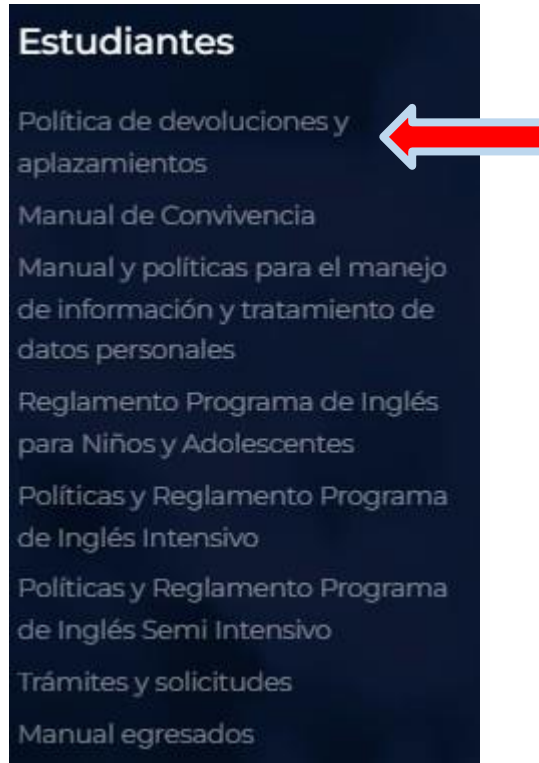 Estudiantes
Política de devoluciones y
aplazamientos
Manual de Convivencia
Manual y políticas para el manejo
de información y tratamiento de
datos personales
Reglamento Programa de Inglés
para Niños y Adolescentes
Políticas y Reglamento Programa
de Inglés Intensivo
Políticas y Reglamento Programa
de Inglés Semi Intensivo
Trámites y solicitudes
Manual egresados